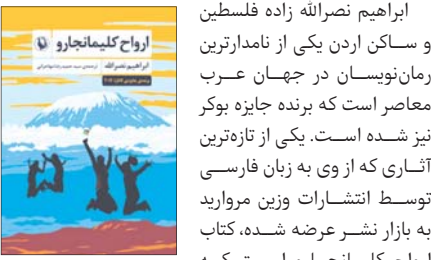 ابراهیم نصرالله زاده فلسطین
و ساکن اردن یکی از نامدارترین
رمان‌نویسان در جهان عرب
معاصر است که برنده جایزه بوکر
نیز شده است. یکی از تازه‌ترین
آثاری که از وی به زبان فارسی
توسط انتشارات وزین مروارید
به بازار نشر عرضه شده، کتاب
ارواح کلیمانجارو
ابراهیم نصرالله